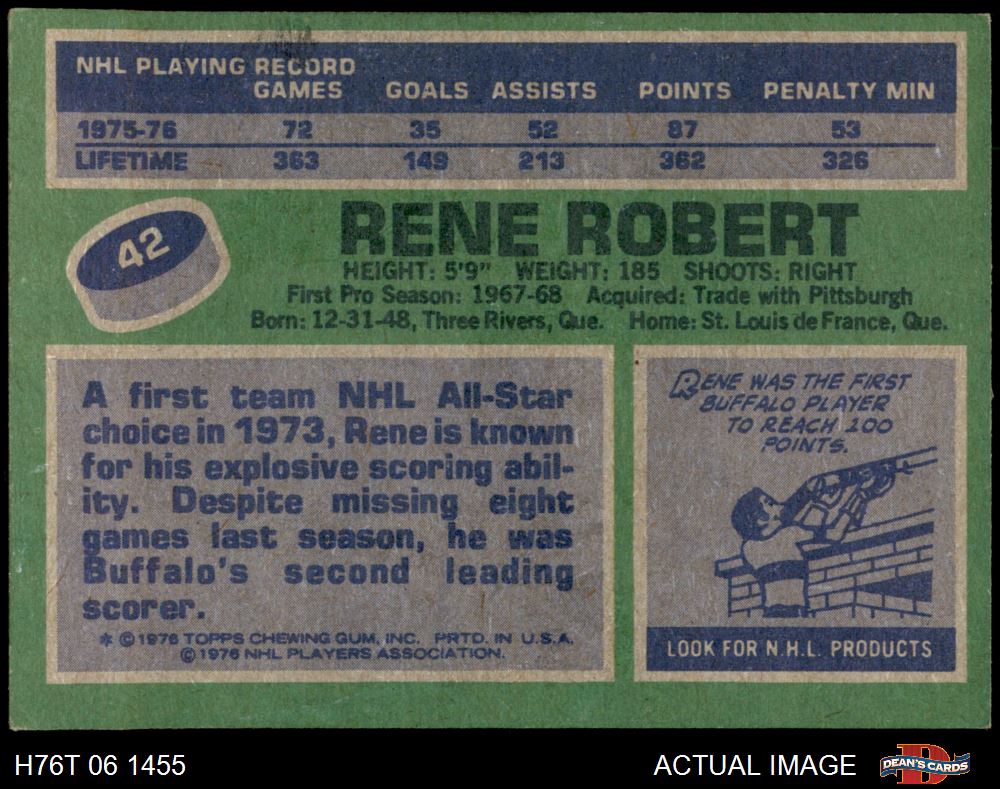 NHL PLAYING RECORD
GAMES GOALS ASSISTS POINTS PENALTY MIN
1975-76 72 35 52 87 53
LIFETIME 363 149 213 362 326
42
RENE ROBERT
HEIGHT: 5'9" WEIGHT: 185 SHOOTS: RIGHT
First Pro Season: 1967-68 Acquired: Trade with Pittsburgh
Born: 12-31-48, Three Rivers, Que. Home: St. Louis de France, Que.
A first team NHL All-Star
choice in 1973, Rene is known
for his explosive scoring abil-
ity. Despite missing eight
games last season, he was
Buffalo's second leading
scorer.
* © 1976 TOPPS CHEWING GUM, INC. PRTD. IN U.S.A.
© 1976 NHL PLAYERS ASSOCIATION.
RENE WAS THE FIRST
BUFFALO PLAYER
TO REACH 100
POINTS.
LOOK FOR N.H.L. PRODUCTS
H76T 06 1455
ACTUAL IMAGE
DEAN'S CARDS